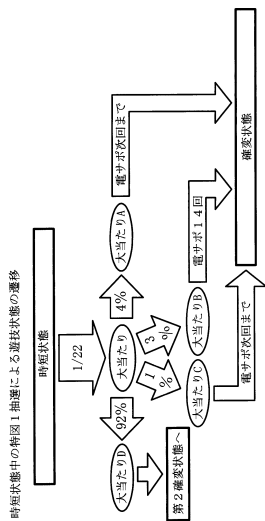 時短状態中の特図1抽選による遊技状態の遷移
時短状態
1/22
大当たり
92%
4%
1%
3%
大当たりD
大当たりC
大当たりB
大当たりA
第2確変状態へ
電サポ次回まで
電サポ14回
電サポ次回まで
確変状態